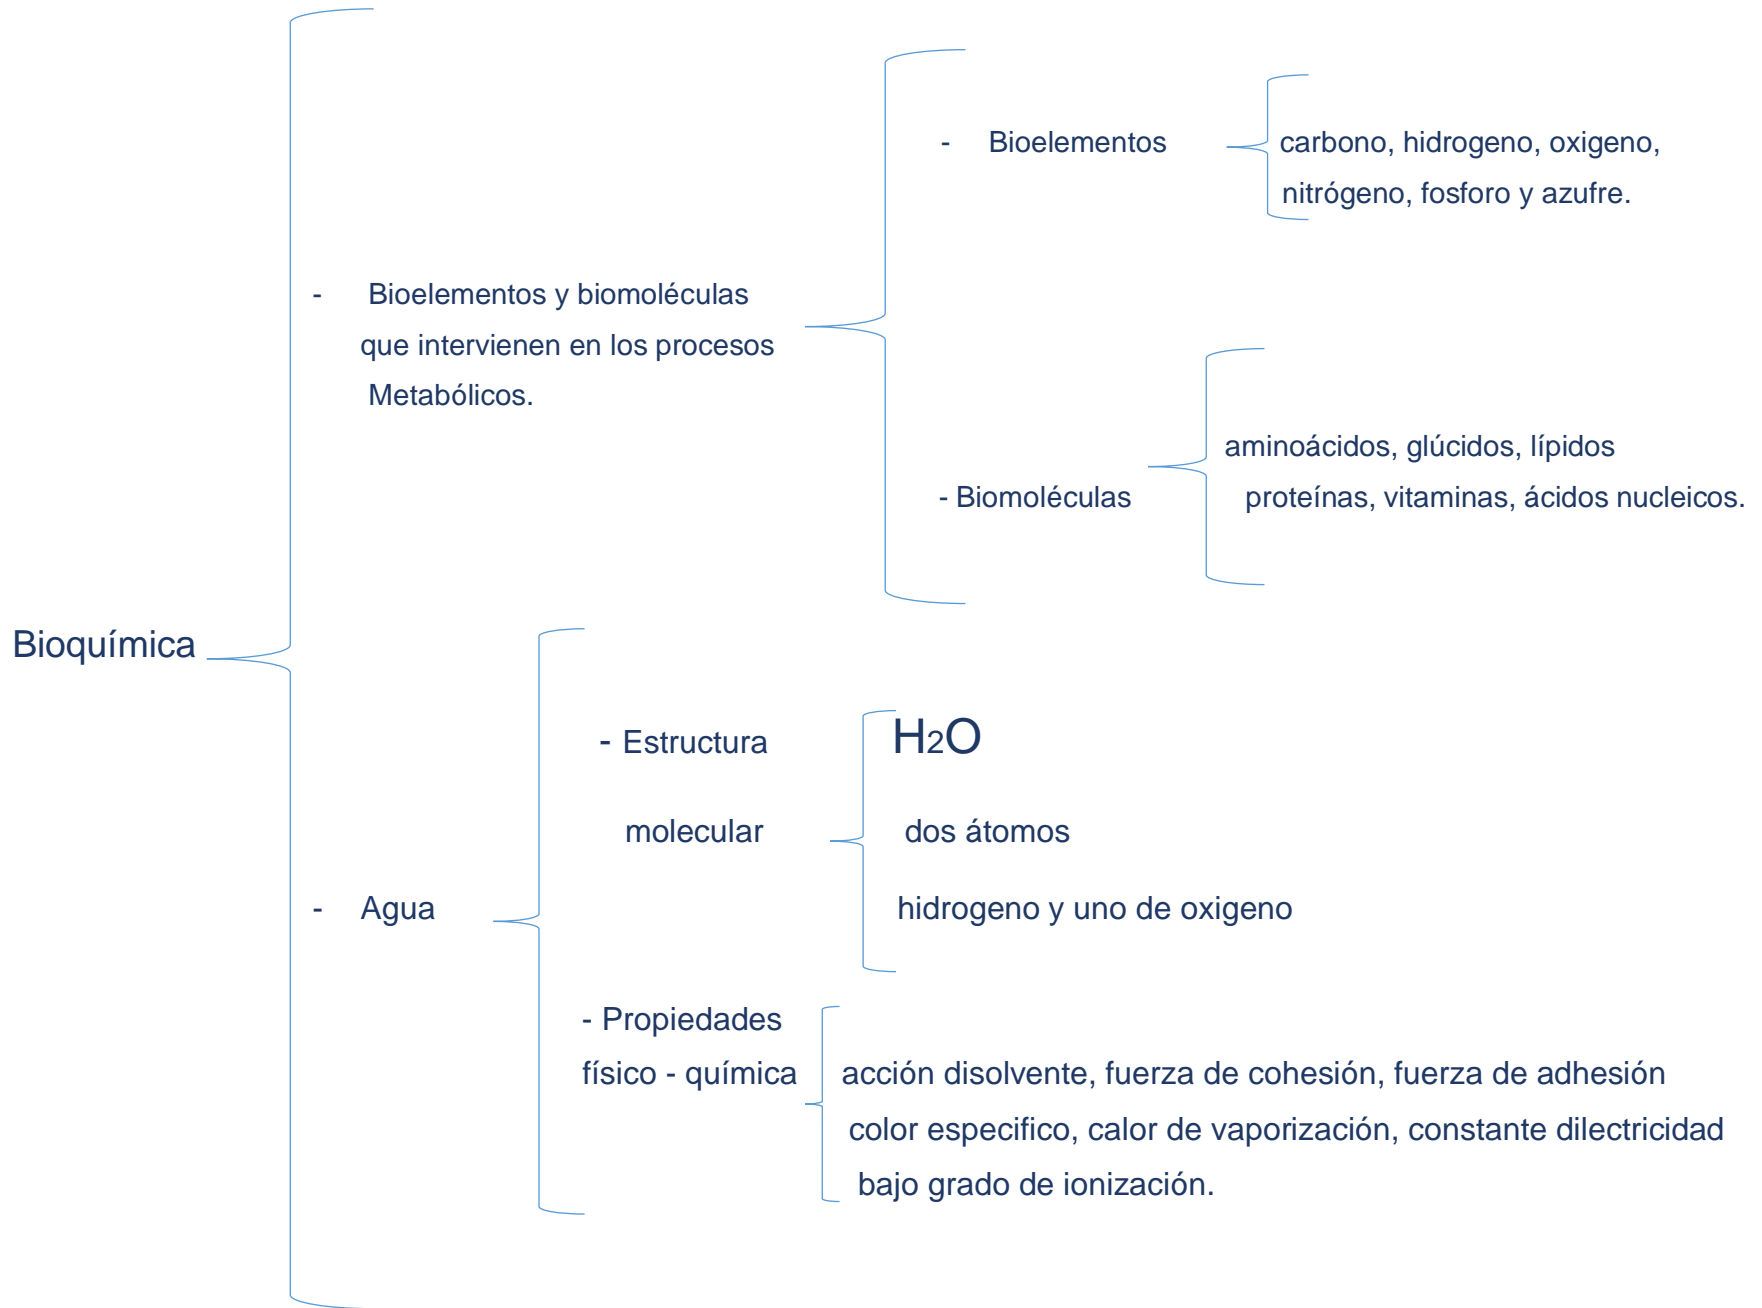 Bioquímica
- Bioelementos y biomoléculas
que intervienen en los procesos
Metabólicos.
- Bioelementos
carbono, hidrogeno, oxigeno,
nitrógeno, fosforo y azufre.
- Biomoléculas
aminoácidos, glúcidos, lípidos
proteínas, vitaminas, ácidos nucleicos.
- Agua
- Estructura
molecular
H2O
dos átomos
hidrogeno y uno de oxigeno
- Propiedades
físico - química
acción disolvente, fuerza de cohesión, fuerza de adhesión
color especifico, calor de vaporización, constante dilectricidad
bajo grado de ionización.